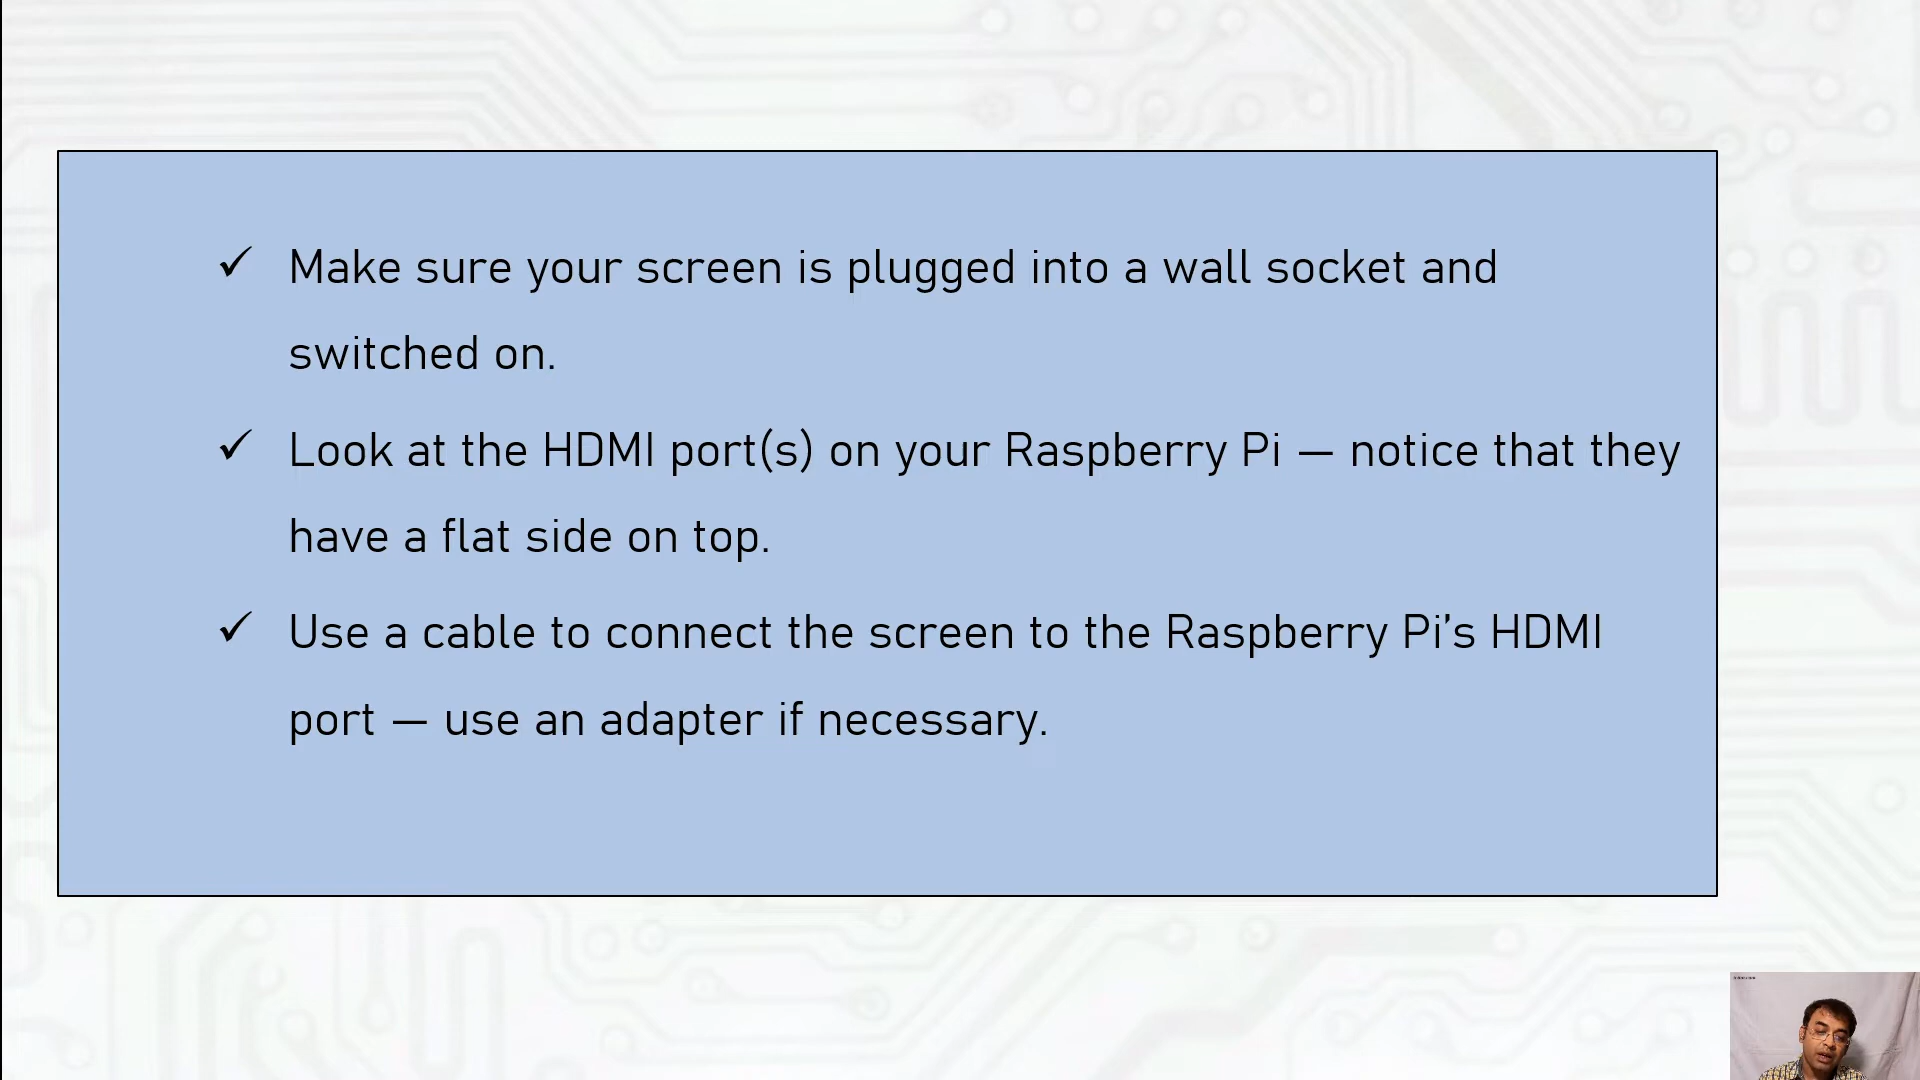 ✓ Make sure your screen is plugged into a wall socket and
switched on.
✓ Look at the HDMI port(s) on your Raspberry Pi — notice that they
have a flat side on top.
✓ Use a cable to connect the screen to the Raspberry Pi’s HDMI
port — use an adapter if necessary.